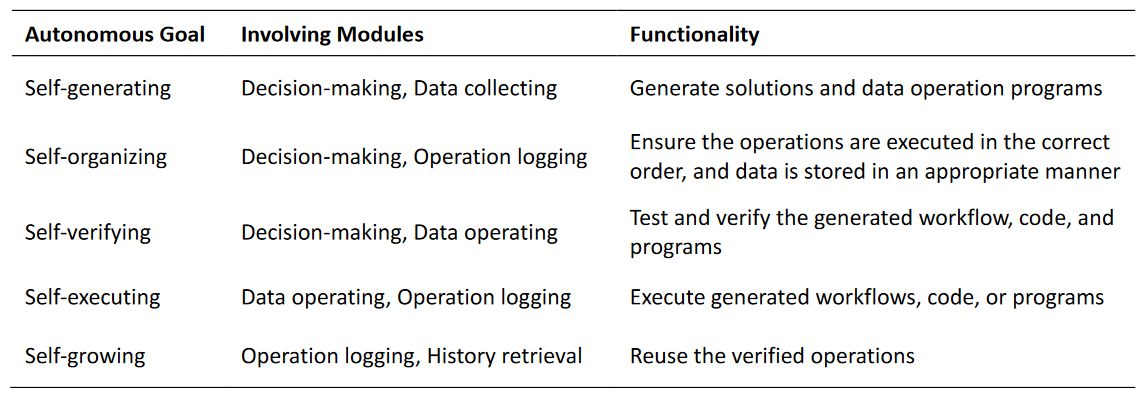 Autonomous Goal Involving Modules Functionality
Self-generating Decision-making, Data collecting Generate solutions and data operation programs
Self-organizing Decision-making, Operation logging Ensure the operations are executed in the correct
order, and data is stored in an appropriate manner
Self-verifying Decision-making, Data operating Test and verify the generated workflow, code, and
programs
Self-executing Data operating, Operation logging Execute generated workflows, code, or programs
Self-growing Operation logging, History retrieval Reuse the verified operations